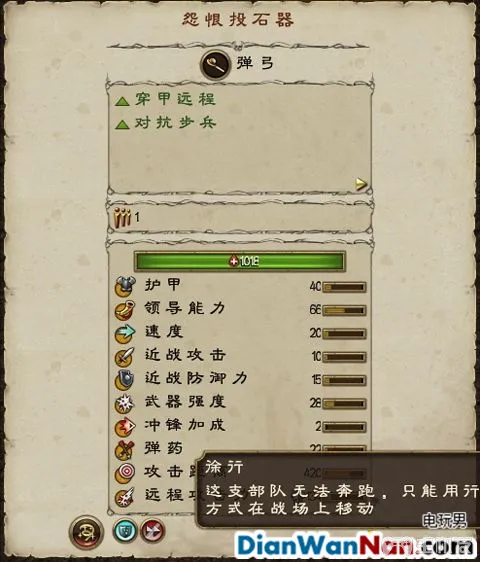 怨恨投石器
弹弓
穿甲远程
对抗步兵
1
1018
护甲 40
领导能力 66
速度 20
近战攻击 10
近战防御力 15
武器强度 28
冲锋加成 2
弹药 22
攻击 420
远程
涂行
这支部队无法奔跑。只能用行
方式在战场上移动
电玩男
DianWanNan.com